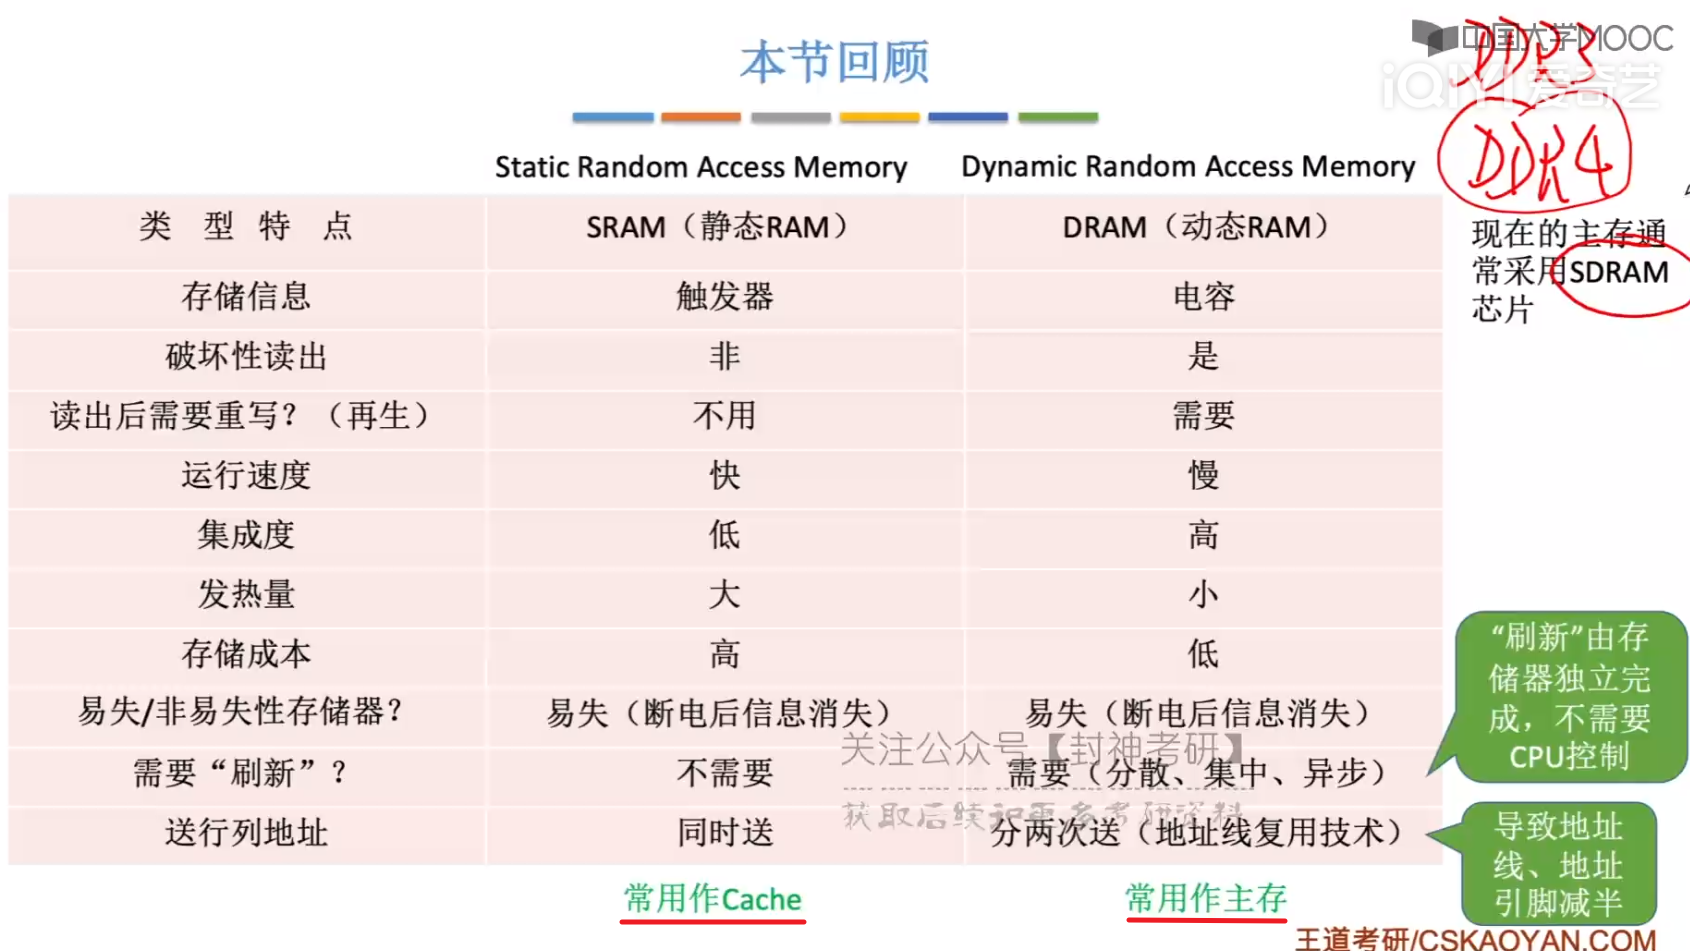 中国大学MOOC
DDR3
iQIYI 爱奇艺
本节回顾
DDR4
Static Random Access Memory
Dynamic Random Access Memory
现在的主存通
常采用SDRAM
芯片
类 型 特 点
SRAM（静态RAM）
DRAM（动态RAM）
存储信息
触发器
电容
破坏性读出
非
是
读出后需要重写？（再生）
不用
需要
运行速度
快
慢
集成度
低
高
发热量
大
小
存储成本
高
低
易失/非易失性存储器？
易失（断电后信息消失）
易失（断电后信息消失）
需要“刷新”？
不需要
需要（分散、集中、异步）
送行列地址
同时送
分两次送（地址线复用技术）
关注公众号【封神考研】
获取后续和更多考研资料
“刷新”由存
储器独立完
成，不需要
CPU控制
导致地址
线、地址
引脚减半
常用作Cache
常用作主存
王道考研/CSKAOYAN.COM